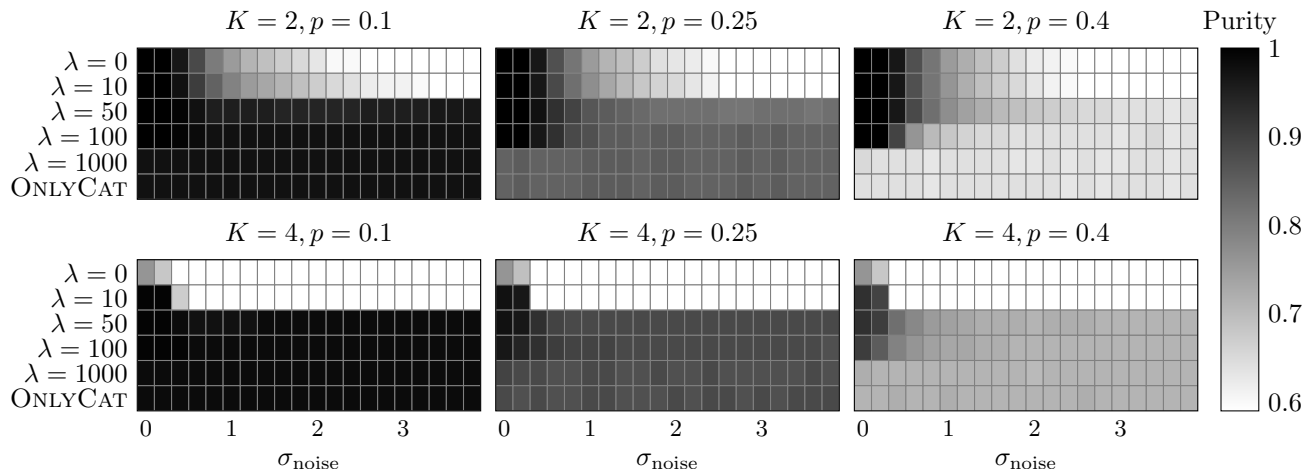 K = 2, p = 0.1
K = 2, p = 0.25
K = 2, p = 0.4
Purity
λ = 0
λ = 10
λ = 50
λ = 100
λ = 1000
ONLYCAT
1
0.9
0.8
0.7
0.6
K = 4, p = 0.1
K = 4, p = 0.25
K = 4, p = 0.4
λ = 0
λ = 10
λ = 50
λ = 100
λ = 1000
ONLYCAT
0 1 2 3
0 1 2 3
0 1 2 3
σnoise
σnoise
σnoise